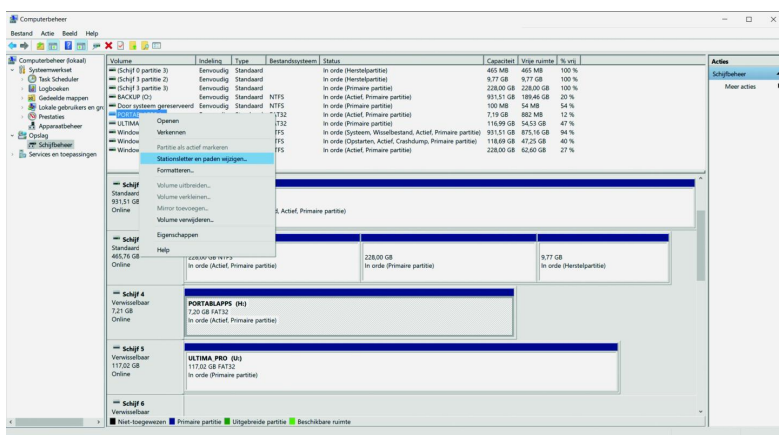 Computerbeheer
Bestand Actie Beeld Help
Computerbeheer (lokaal)
Systeemwerkset
Task Scheduler
Logboeken
Gedeelde mappen
Lokale gebruikers en gro
Prestaties
Apparaatbeheer
Opslag
Schijfbeheer
Services en toepassingen
Volume Indeling Type Bestandssysteem Status Capaciteit Vrije ruimte % vrij
(Schijf 0 partitie 3) Eenvoudig Standaard In orde (Herstelpartitie) 465 MB 465 MB 100 %
(Schijf 3 partitie 2) Eenvoudig Standaard In orde (Herstelpartitie) 9,77 GB 9,77 GB 100 %
(Schijf 3 partitie 3) Eenvoudig Standaard In orde (Primaire partitie) 228,00 GB 228,00 GB 100 %
BACKUP (O:) Eenvoudig Standaard NTFS In orde (Actief, Primaire partitie) 931,51 GB 189,46 GB 20 %
Door systeem gereserveerd Eenvoudig Standaard NTFS In orde (Primaire partitie) 100 MB 54 MB 54 %
PORTAB AT32 In orde (Actief, Primaire partitie) 7,19 GB 882 MB 12 %
ULTIMA AT32 In orde (Primaire partitie) 116,99 GB 54,53 GB 47 %
Window TFS In orde (Systeem, Wisselbestand, Actief, Primaire partitie) 931,51 GB 875,16 GB 94 %
Window TFS In orde (Opstarten, Actief, Crashdump, Primaire partitie) 118,69 GB 47,25 GB 40 %
Window TFS In orde (Actief, Primaire partitie) 228,00 GB 62,60 GB 27 %
Openen
Verkennen
Partitie als actief markeren
Stationsletter en paden wijzigen...
Formatteren...
Volume uitbreiden...
Volume verkleinen...
Mirror toevoegen...
Volume verwijderen...
Eigenschappen
Help
Schijf
Standaard
931,51 GB
Online
d, Actief, Primaire partitie)
Schijf
Standaard
465,76 GB
Online
228,00 GB NTFS
In orde (Actief, Primaire partitie)
228,00 GB
In orde (Primaire partitie)
9,77 GB
In orde (Herstelpartitie)
Schijf 4
Verwisselbaar
7,21 GB
Online
PORTABLAPPS (H:)
7,20 GB FAT32
In orde (Actief, Primaire partitie)
Schijf 5
Verwisselbaar
117,02 GB
Online
ULTIMA_PRO (U:)
117,02 GB FAT32
In orde (Primaire partitie)
Schijf 6
Verwisselbaar
Niet-toegewezen Primaire partitie Uitgebreide partitie Beschikbare ruimte
Acties
Schijfbeheer
Meer acties